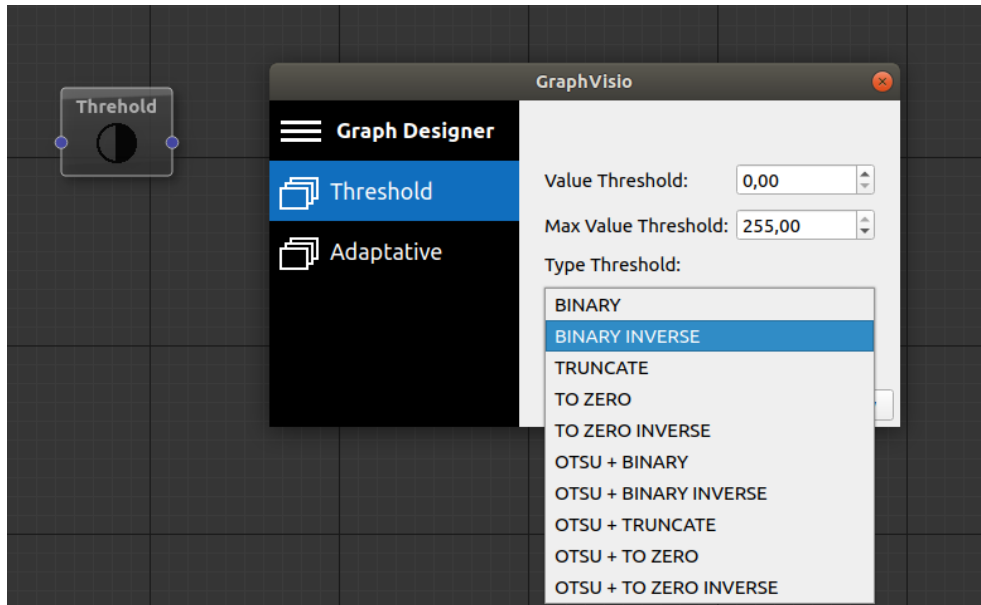 GraphVisio
Threhold
Graph Designer
Threshold
Adaptative
Value Threshold: 0,00
Max Value Threshold: 255,00
Type Threshold:
BINARY
BINARY INVERSE
TRUNCATE
TO ZERO
TO ZERO INVERSE
OTSU + BINARY
OTSU + BINARY INVERSE
OTSU + TRUNCATE
OTSU + TO ZERO
OTSU + TO ZERO INVERSE